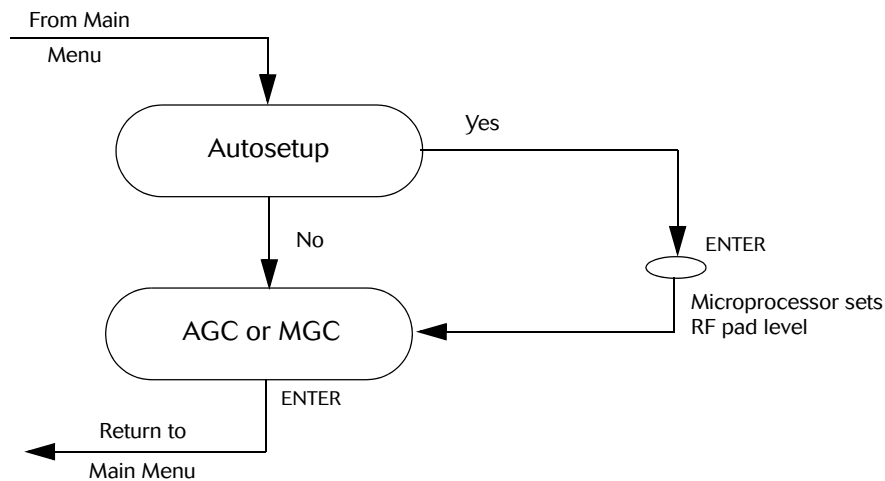 From Main
Menu
Autosetup
Yes
No
ENTER
Microprocessor sets
RF pad level
AGC or MGC
ENTER
Return to
Main Menu